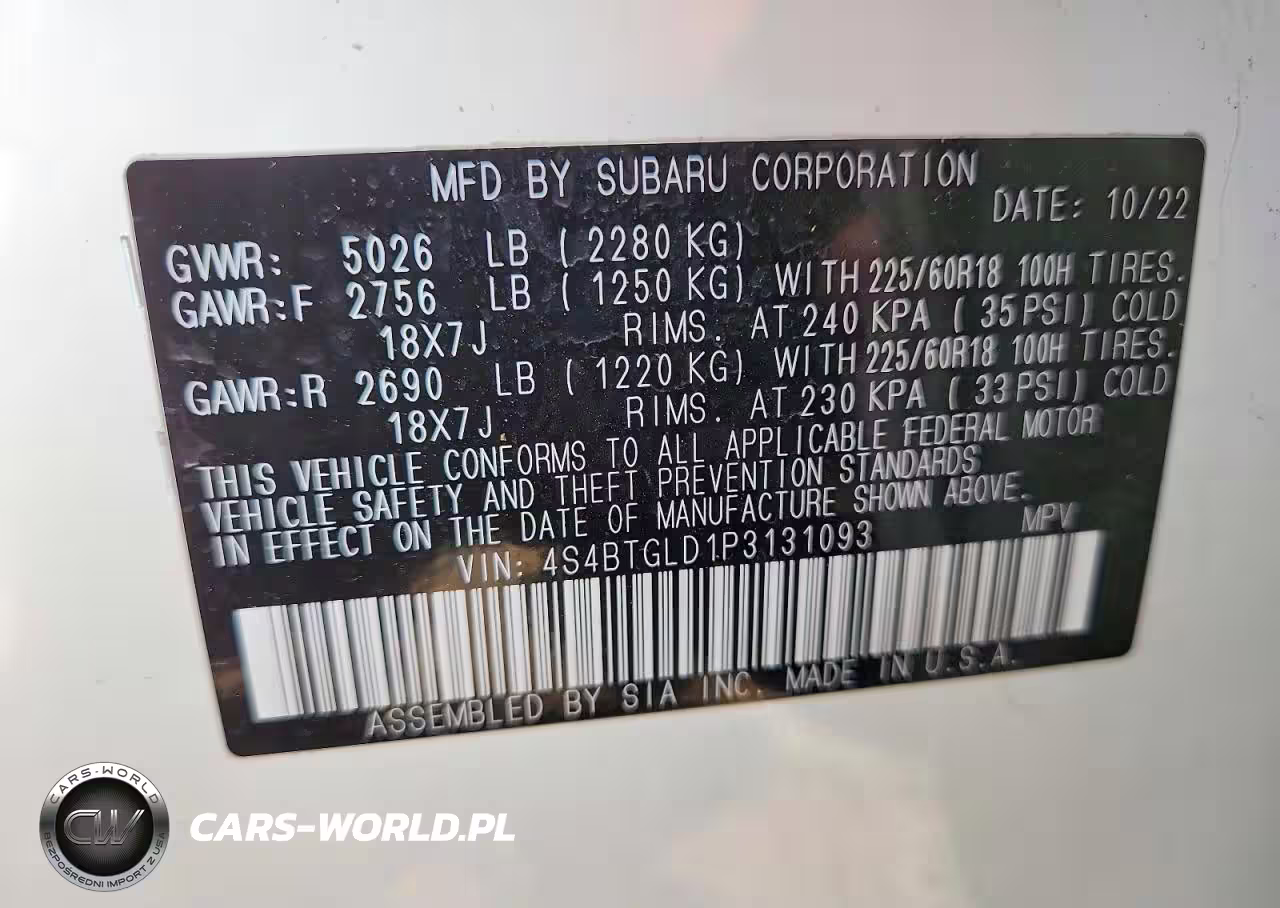 MFD BY SUBARU CORPORATION
DATE: 10/22
GVWR: 5026 LB ( 2280 KG)
GAWR:F 2756 LB ( 1250 KG) WITH 225/60R18 100H TIRES.
18X7J RIMS. AT 240 KPA ( 35PSI) COLD
GAWR:R 2690 LB ( 1220 KG) WITH 225/60R18 100H TIRES.
18X7J RIMS. AT 230 KPA ( 33PSI) COLD
THIS VEHICLE CONFORMS TO ALL APPLICABLE FEDERAL MOTOR
VEHICLE SAFETY AND THEFT PREVENTION STANDARDS
IN EFFECT ON THE DATE OF MANUFACTURE SHOWN ABOVE.
VIN: 4S4BTGLD1P3131093 MPV
ASSEMBLED BY SIA INC. MADE IN U.S.A.
CARS-WORLD
CW
BEZPOŚREDNI IMPORT Z USA
CARS-WORLD.PL